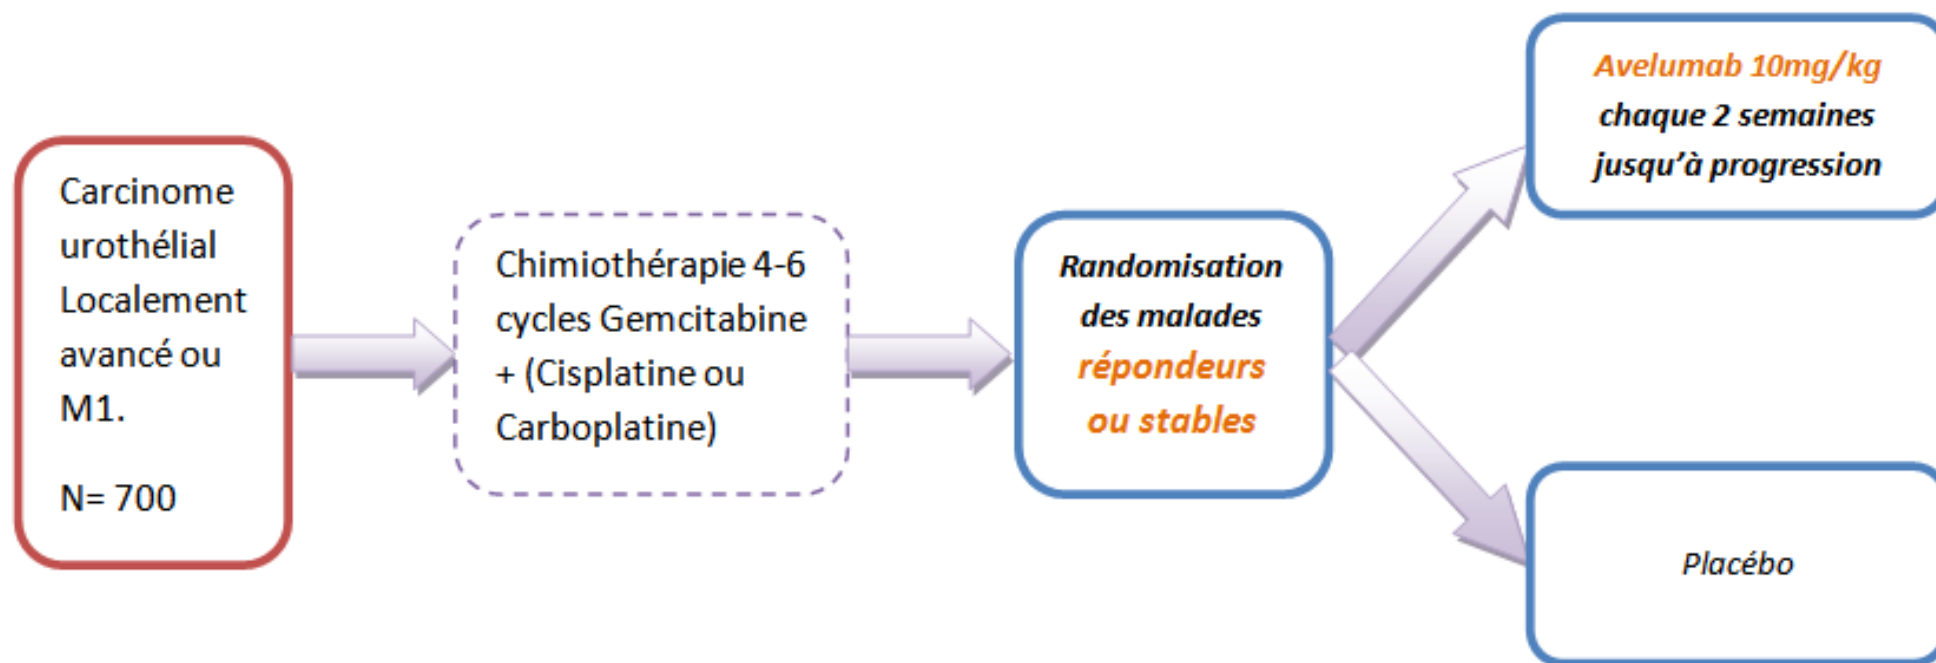 Carcinome
urothélial
Localement
avancé ou
M1.
N= 700
Chimiothérapie 4-6
cycles Gemcitabine
+ (Cisplatine ou
Carboplatine)
Randomisation
des malades
répondeurs
ou stables
Avelumab 10mg/kg
chaque 2 semaines
jusqu’à progression
Placébo